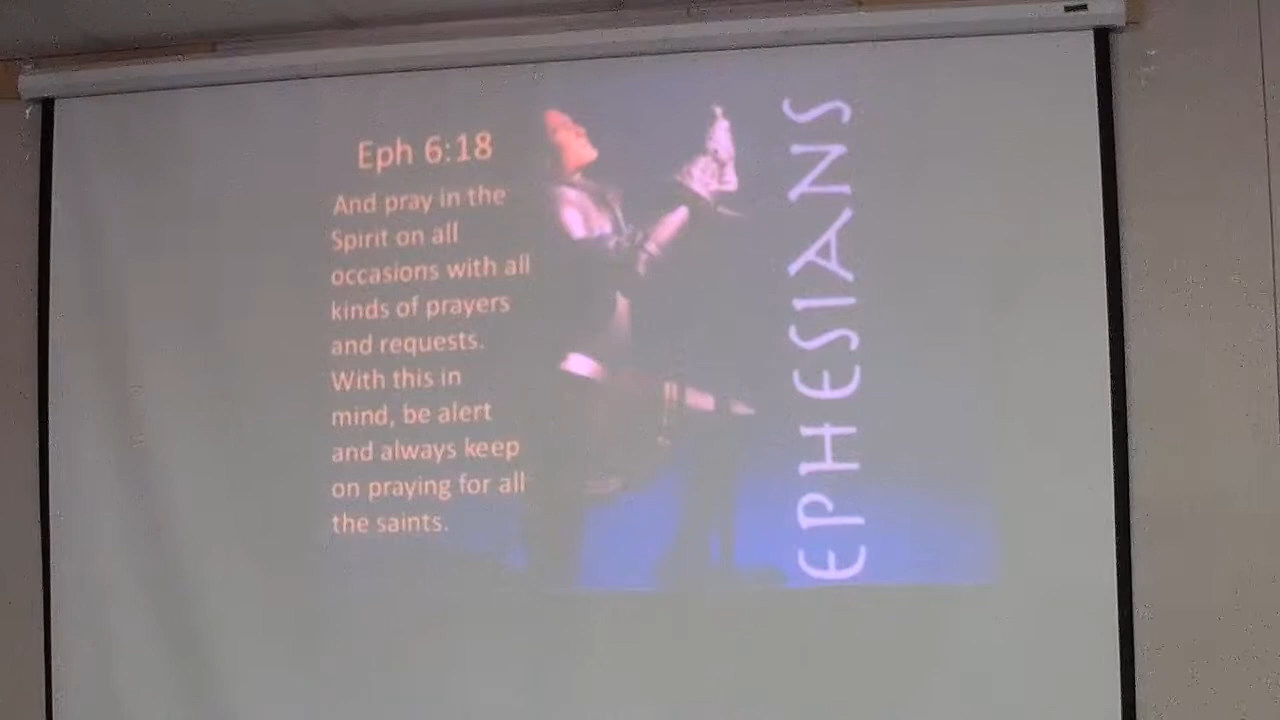 Eph 6:18
And pray in the
Spirit on all
occasions with all
kinds of prayers
and requests.
With this in
mind, be alert
and always keep
on praying for all
the saints.
EPHESIANS